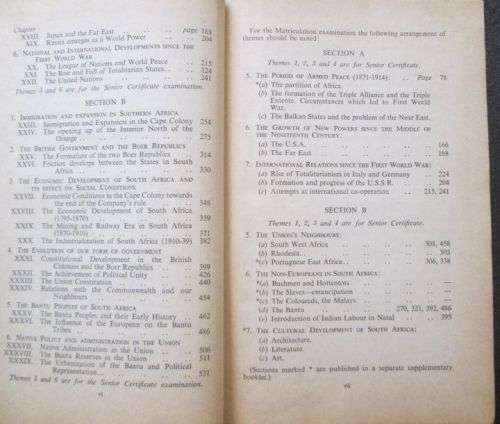 Chapter page
XVIII. Japan and the Far East .. 168
XIX. Russia emerges as a World Power .. 204
6. NATIONAL AND INTERNATIONAL DEVELOPMENTS SINCE THE
FIRST WORLD WAR
XX. The League of Nations and World Peace .. 215
XXI. The Rise and Fall of Totalitarian States .. 224
XXII. The United Nations .. 241
Themes 5 and 6 are for the Senior Certificate examination.
SECTION B
1. IMMIGRATION AND EXPANSION IN SOUTHERN AFRICA
XXIII. Immigration and Expansion in the Cape Colony 254
XXIV. The opening up of the Interior North of the
Orange .. 275
2. THE BRITISH GOVERNMENT AND THE BOER REPUBLICS
XXV. The Formation of the two Boer Republics .. 314
XXVI. Friction develops between the States in South
Africa .. 330
3. THE ECONOMIC DEVELOPMENT OF SOUTH AFRICA AND
ITS EFFECT ON SOCIAL CONDITIONS
XXVII. Economic Conditions in the Cape Colony towards
the end of the Company's rule .. 348
XXVIII. The Economic Development of South Africa
(1795-1870) .. 359
XXIX. The Mining and Railway Era in South Africa
(1870-1910) .. 371
XXX. The Industrialization of South Africa (1910-39) 382
4. THE EVOLUTION OF OUR FORM OF GOVERNMENT
XXXI. Constitutional Development in the British
Colonies and the Boer Republics .. 399
XXXII. The Achievement of Political Unity .. 426
XXXIII. The Union Constitution .. 440
XXXIV. Relations with the Commonwealth and our
Neighbours .. 454
5. THE BANTU PEOPLES OF SOUTH AFRICA
XXXV. The Bantu Peoples and their Early History .. 462
XXXVI. The Influence of the Europeans on the Bantu
Tribes .. 486
6. NATIVE POLICY AND ADMINISTRATION IN THE UNION
XXXVII. Native Administration in the Union .. 506
XXXVIII. The Bantu Reserves in the Union .. 511
XXXIX. The Urbanization of the Bantu and Political
Representation .. 521
Themes 5 and 6 are for the Senior Certificate examination.
vi
For the Matriculation examination the following arrangement of
themes should be noted
SECTION A
Themes 1, 2, 3 and 4 as for Senior Certificate.
5. THE PERIOD OF ARMED PEACE (1871-1914): .. Page 78
*(a) The partition of Africa.
(b) The formation of the Triple Alliance and the Triple
Entente. Circumstances which led to First World
War.
(c) The Balkan States and the problem of the Near East.
6. THE GROWTH OF NEW POWERS SINCE THE MIDDLE OF
THE NINETEENTH CENTURY:
(a) The U.S.A. .. 166
(b) The Far East .. 168
7. INTERNATIONAL RELATIONS SINCE THE FIRST WORLD WAR:
(a) Rise of Totalitarianism in Italy and Germany .. 224
(b) Formation and progress of the U.S.S.R. .. 204
(c) Attempts at international co-operation .. 215, 241
SECTION B
Themes 1, 2, 3 and 4 as for Senior Certificate.
5. THE UNION'S NEIGHBOURS:
(a) South West Africa .. 308, 458
(b) Rhodesia .. 302
*(c) Portuguese East Africa .. 306, 338
6. THE NON-EUROPEANS IN SOUTH AFRICA:
*(a) Bushmen and Hottentots .. —
*(b) The Slaves—emancipation .. —
*(c) The Coloureds, the Malays .. —
(d) The Bantu .. 270, 321, 392, 486
(e) Introduction of Indian Labour in Natal .. 395
*7. THE CULTURAL DEVELOPMENT OF SOUTH AFRICA:
(a) Architecture.
(b) Literature.
(c) Art.
(Sections marked * are published in a separate supplementary
booklet.)
vii